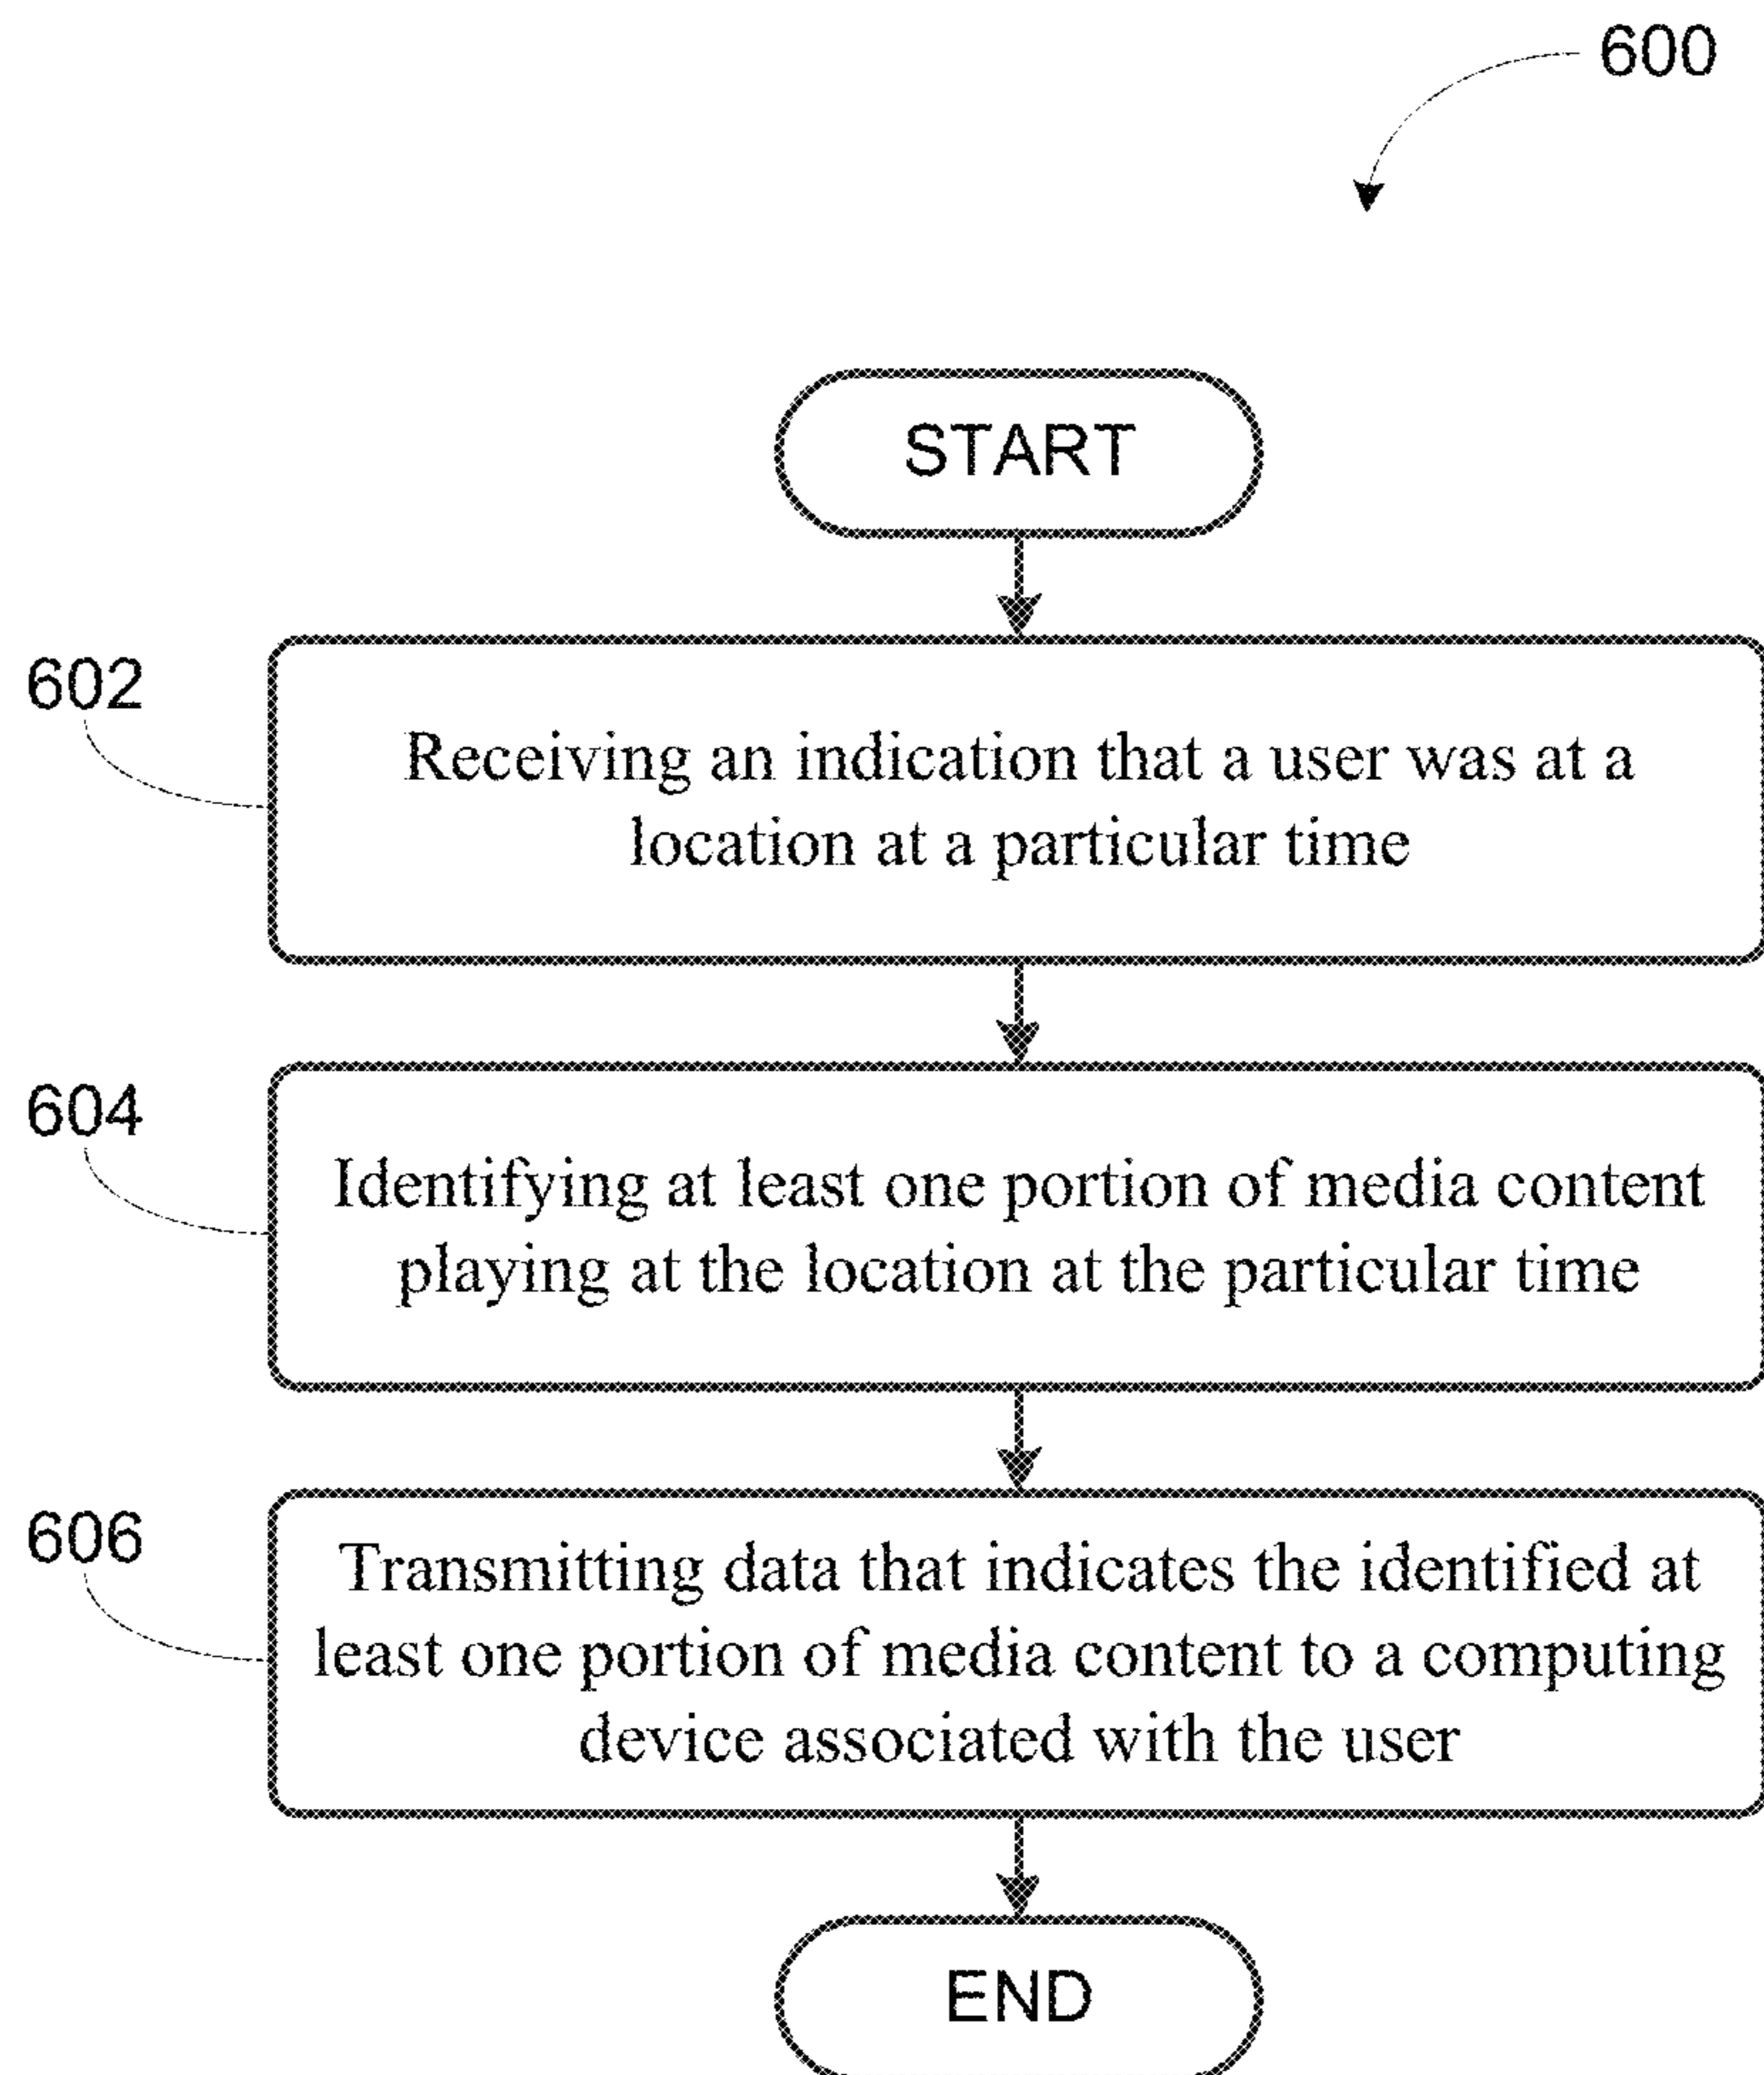 600
START
602
Receiving an indication that a user was at a
location at a particular time
604
Identifying at least one portion of media content
playing at the location at the particular time
606
Transmitting data that indicates the identified at
least one portion of media content to a computing
device associated with the user
END